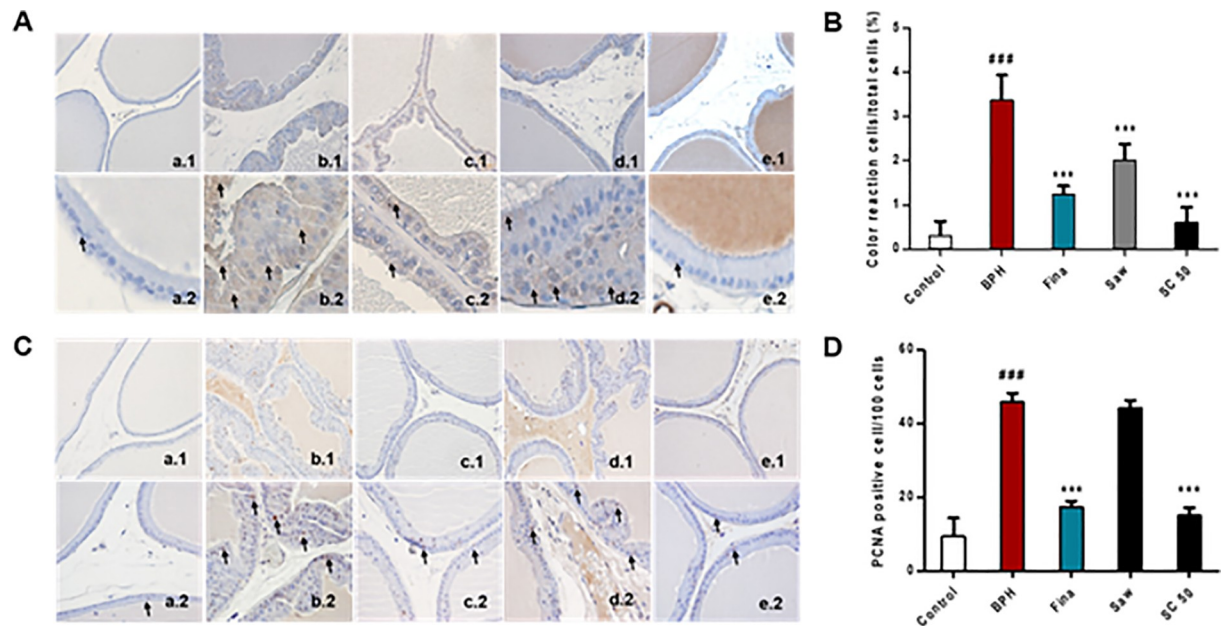 A
a.1 b.1 c.1 d.1 e.1
a.2 b.2 c.2 d.2 e.2
B
Color reaction cells/total cells (%)
5
4
3
2
1
0
###
***
***
***
Control BPH Fina Saw SC 50
C
a.1 b.1 c.1 d.1 e.1
a.2 b.2 c.2 d.2 e.2
D
PCNA positive cell/100 cells
60
40
20
0
###
***
***
Control BPH Fina Saw SC 50